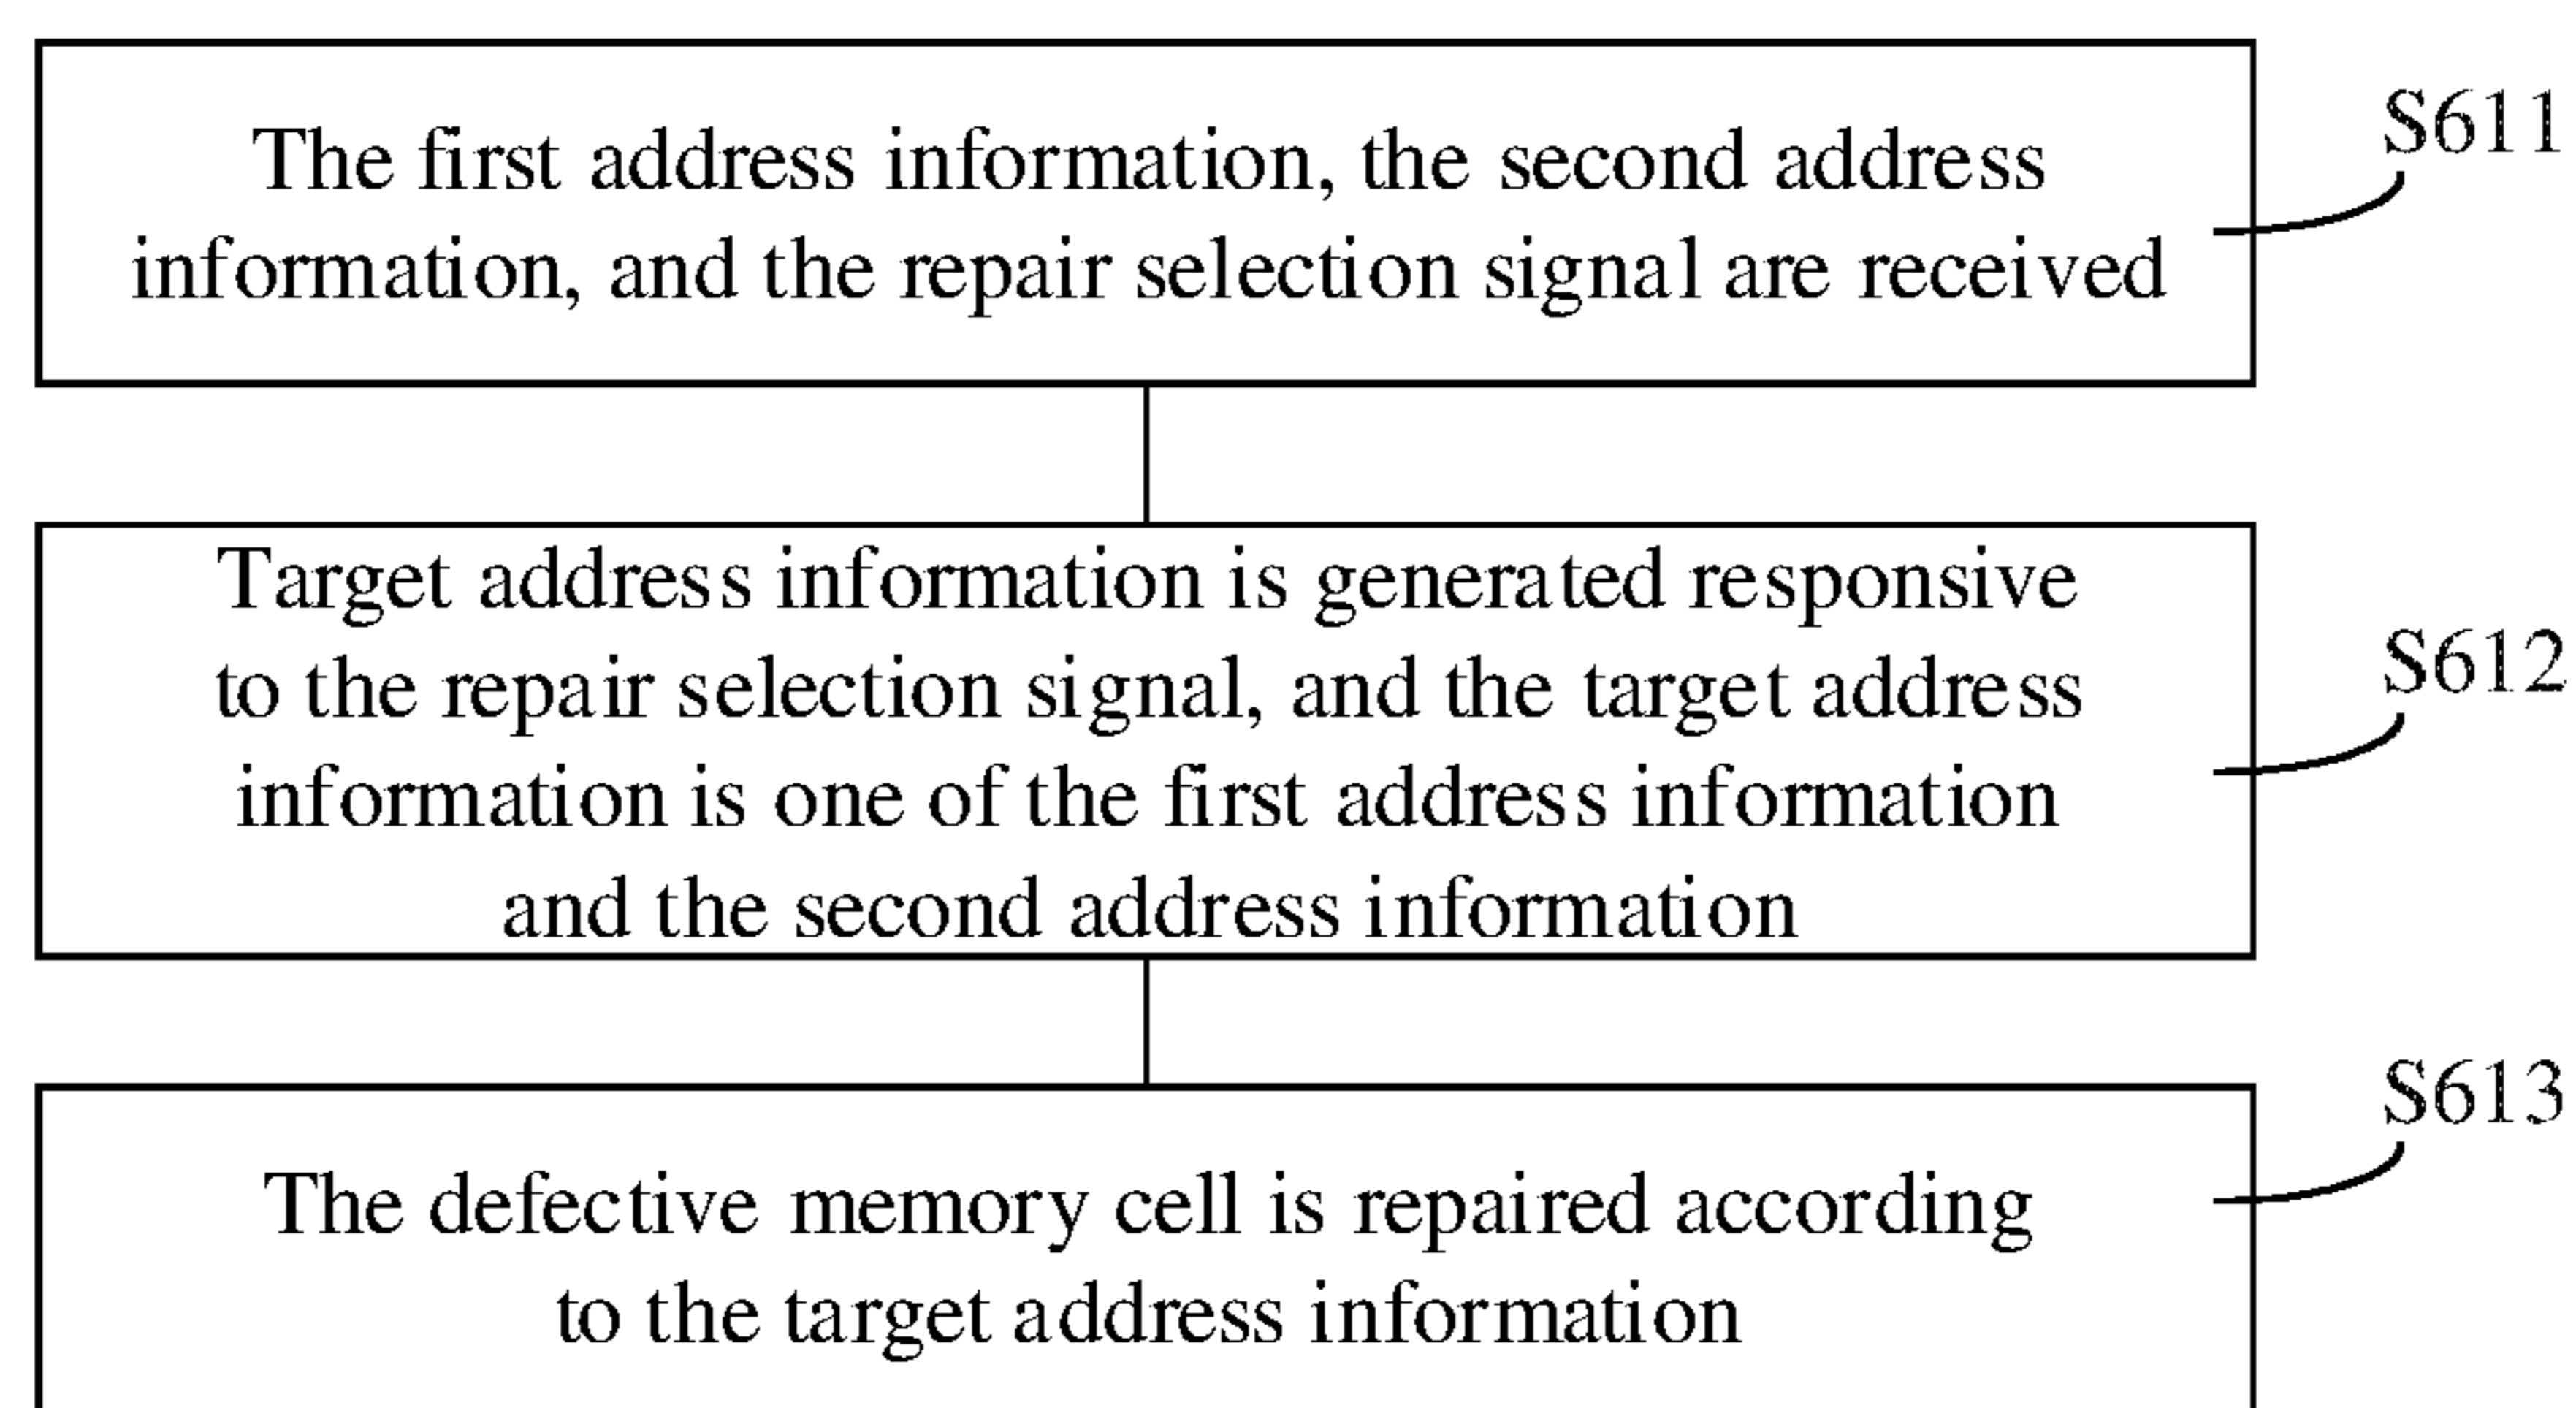 The first address information, the second address
information, and the repair selection signal are received
S611
Target address information is generated responsive
to the repair selection signal, and the target address
information is one of the first address information
and the second address information
S612
The defective memory cell is repaired according
to the target address information
S613